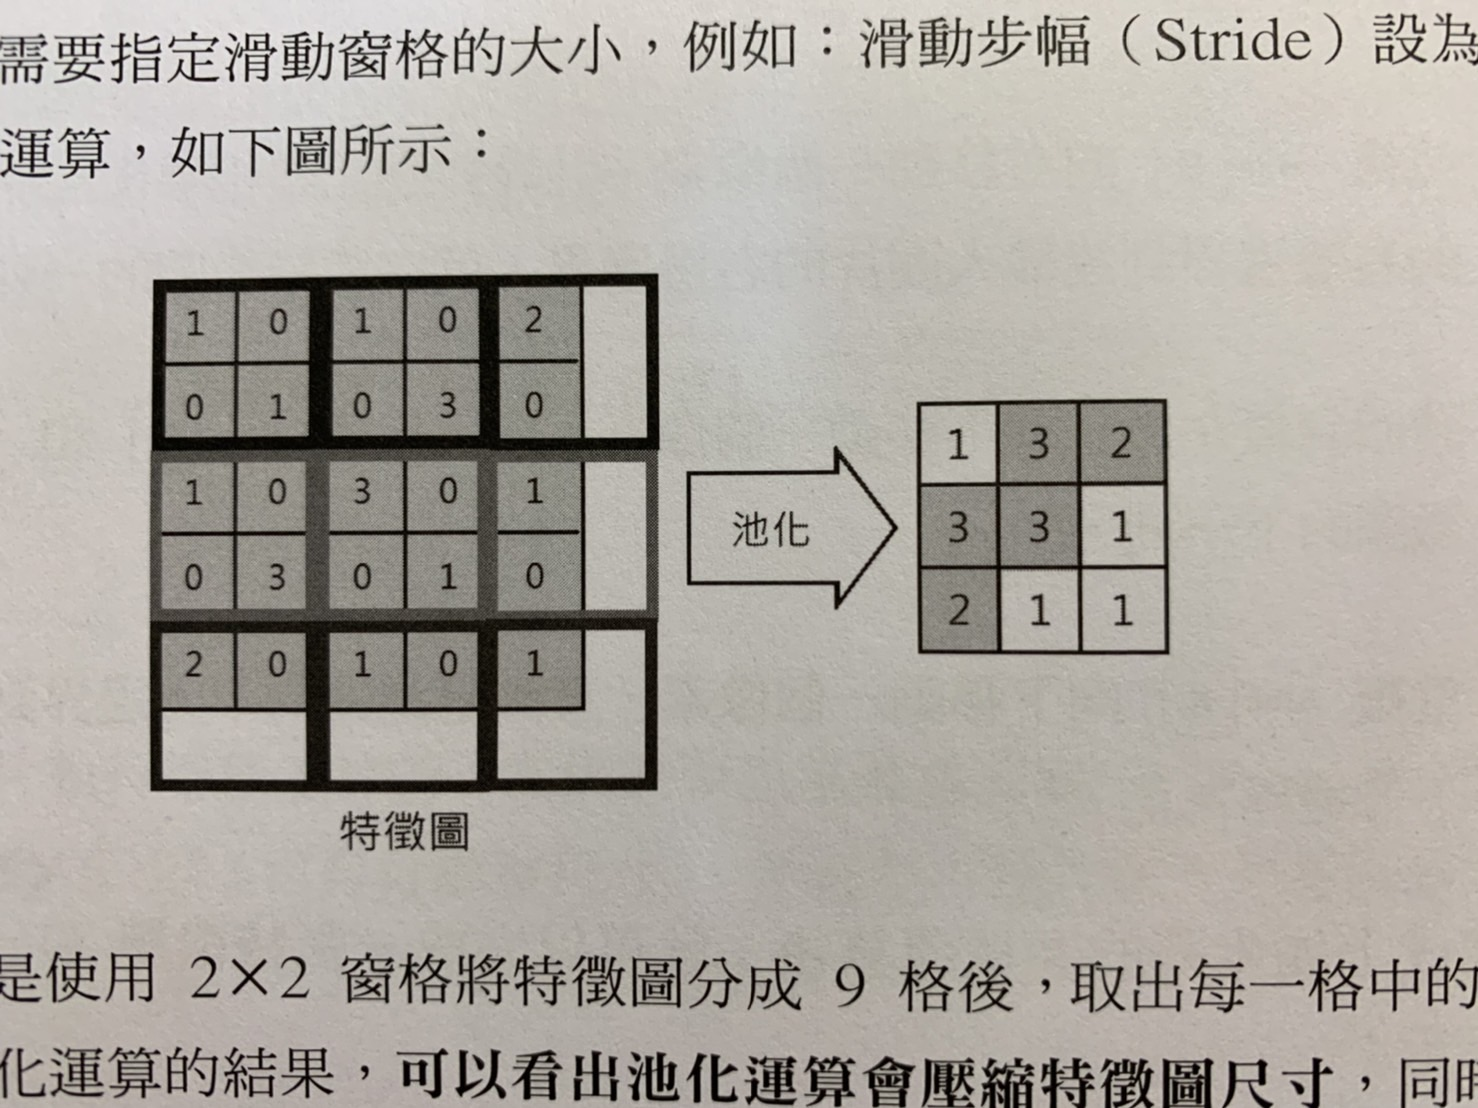 需要指定滑動窗格的大小，例如：滑動步幅（Stride）設為
運算，如下圖所示：
1 0 1 0 2
0 1 0 3 0
1 0 3 0 1
0 3 0 1 0
2 0 1 0 1
特徵圖
池化
1 3 2
3 3 1
2 1 1
是使用 2×2 窗格將特徵圖分成 9 格後，取出每一格中的
化運算的結果，可以看出池化運算會壓縮特徵圖尺寸，同時